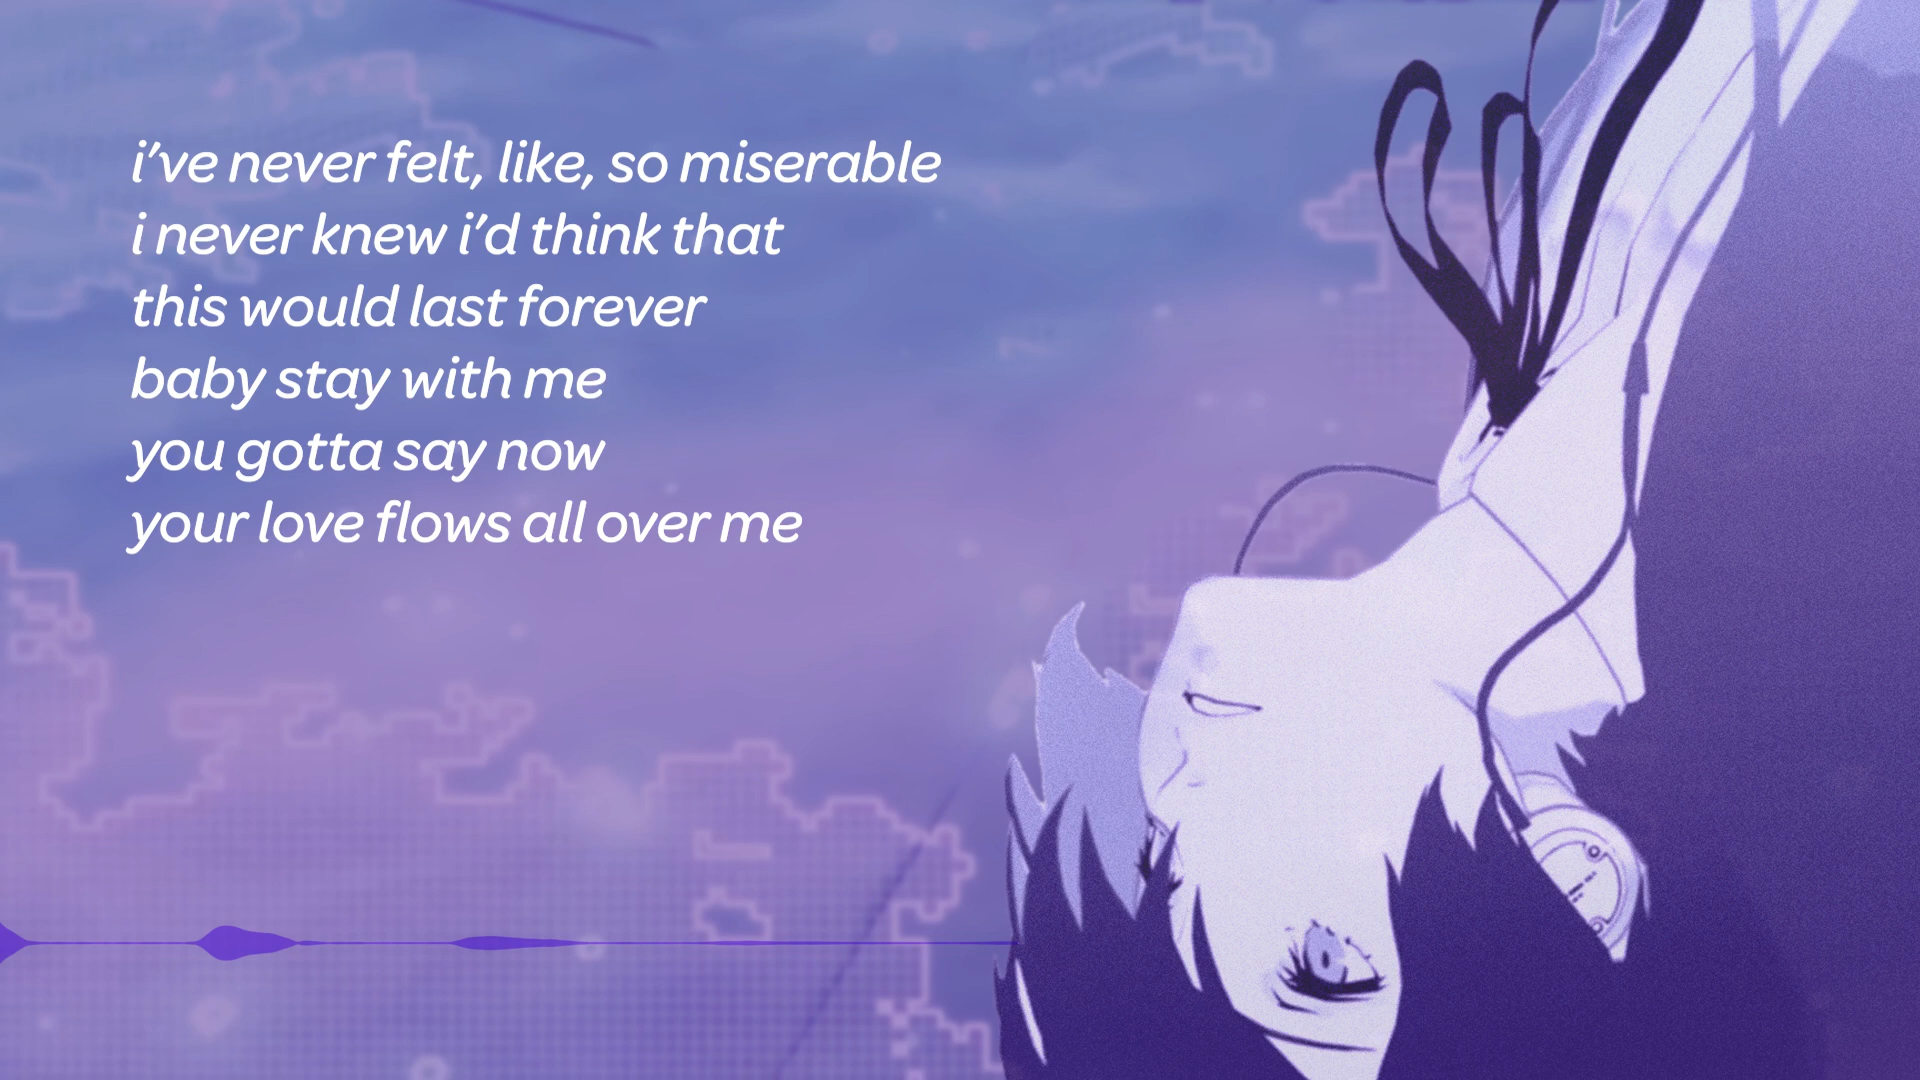 i've never felt, like, so miserable
i never knew i'd think that
this would last forever
baby stay with me
you gotta say now
your love flows all over me